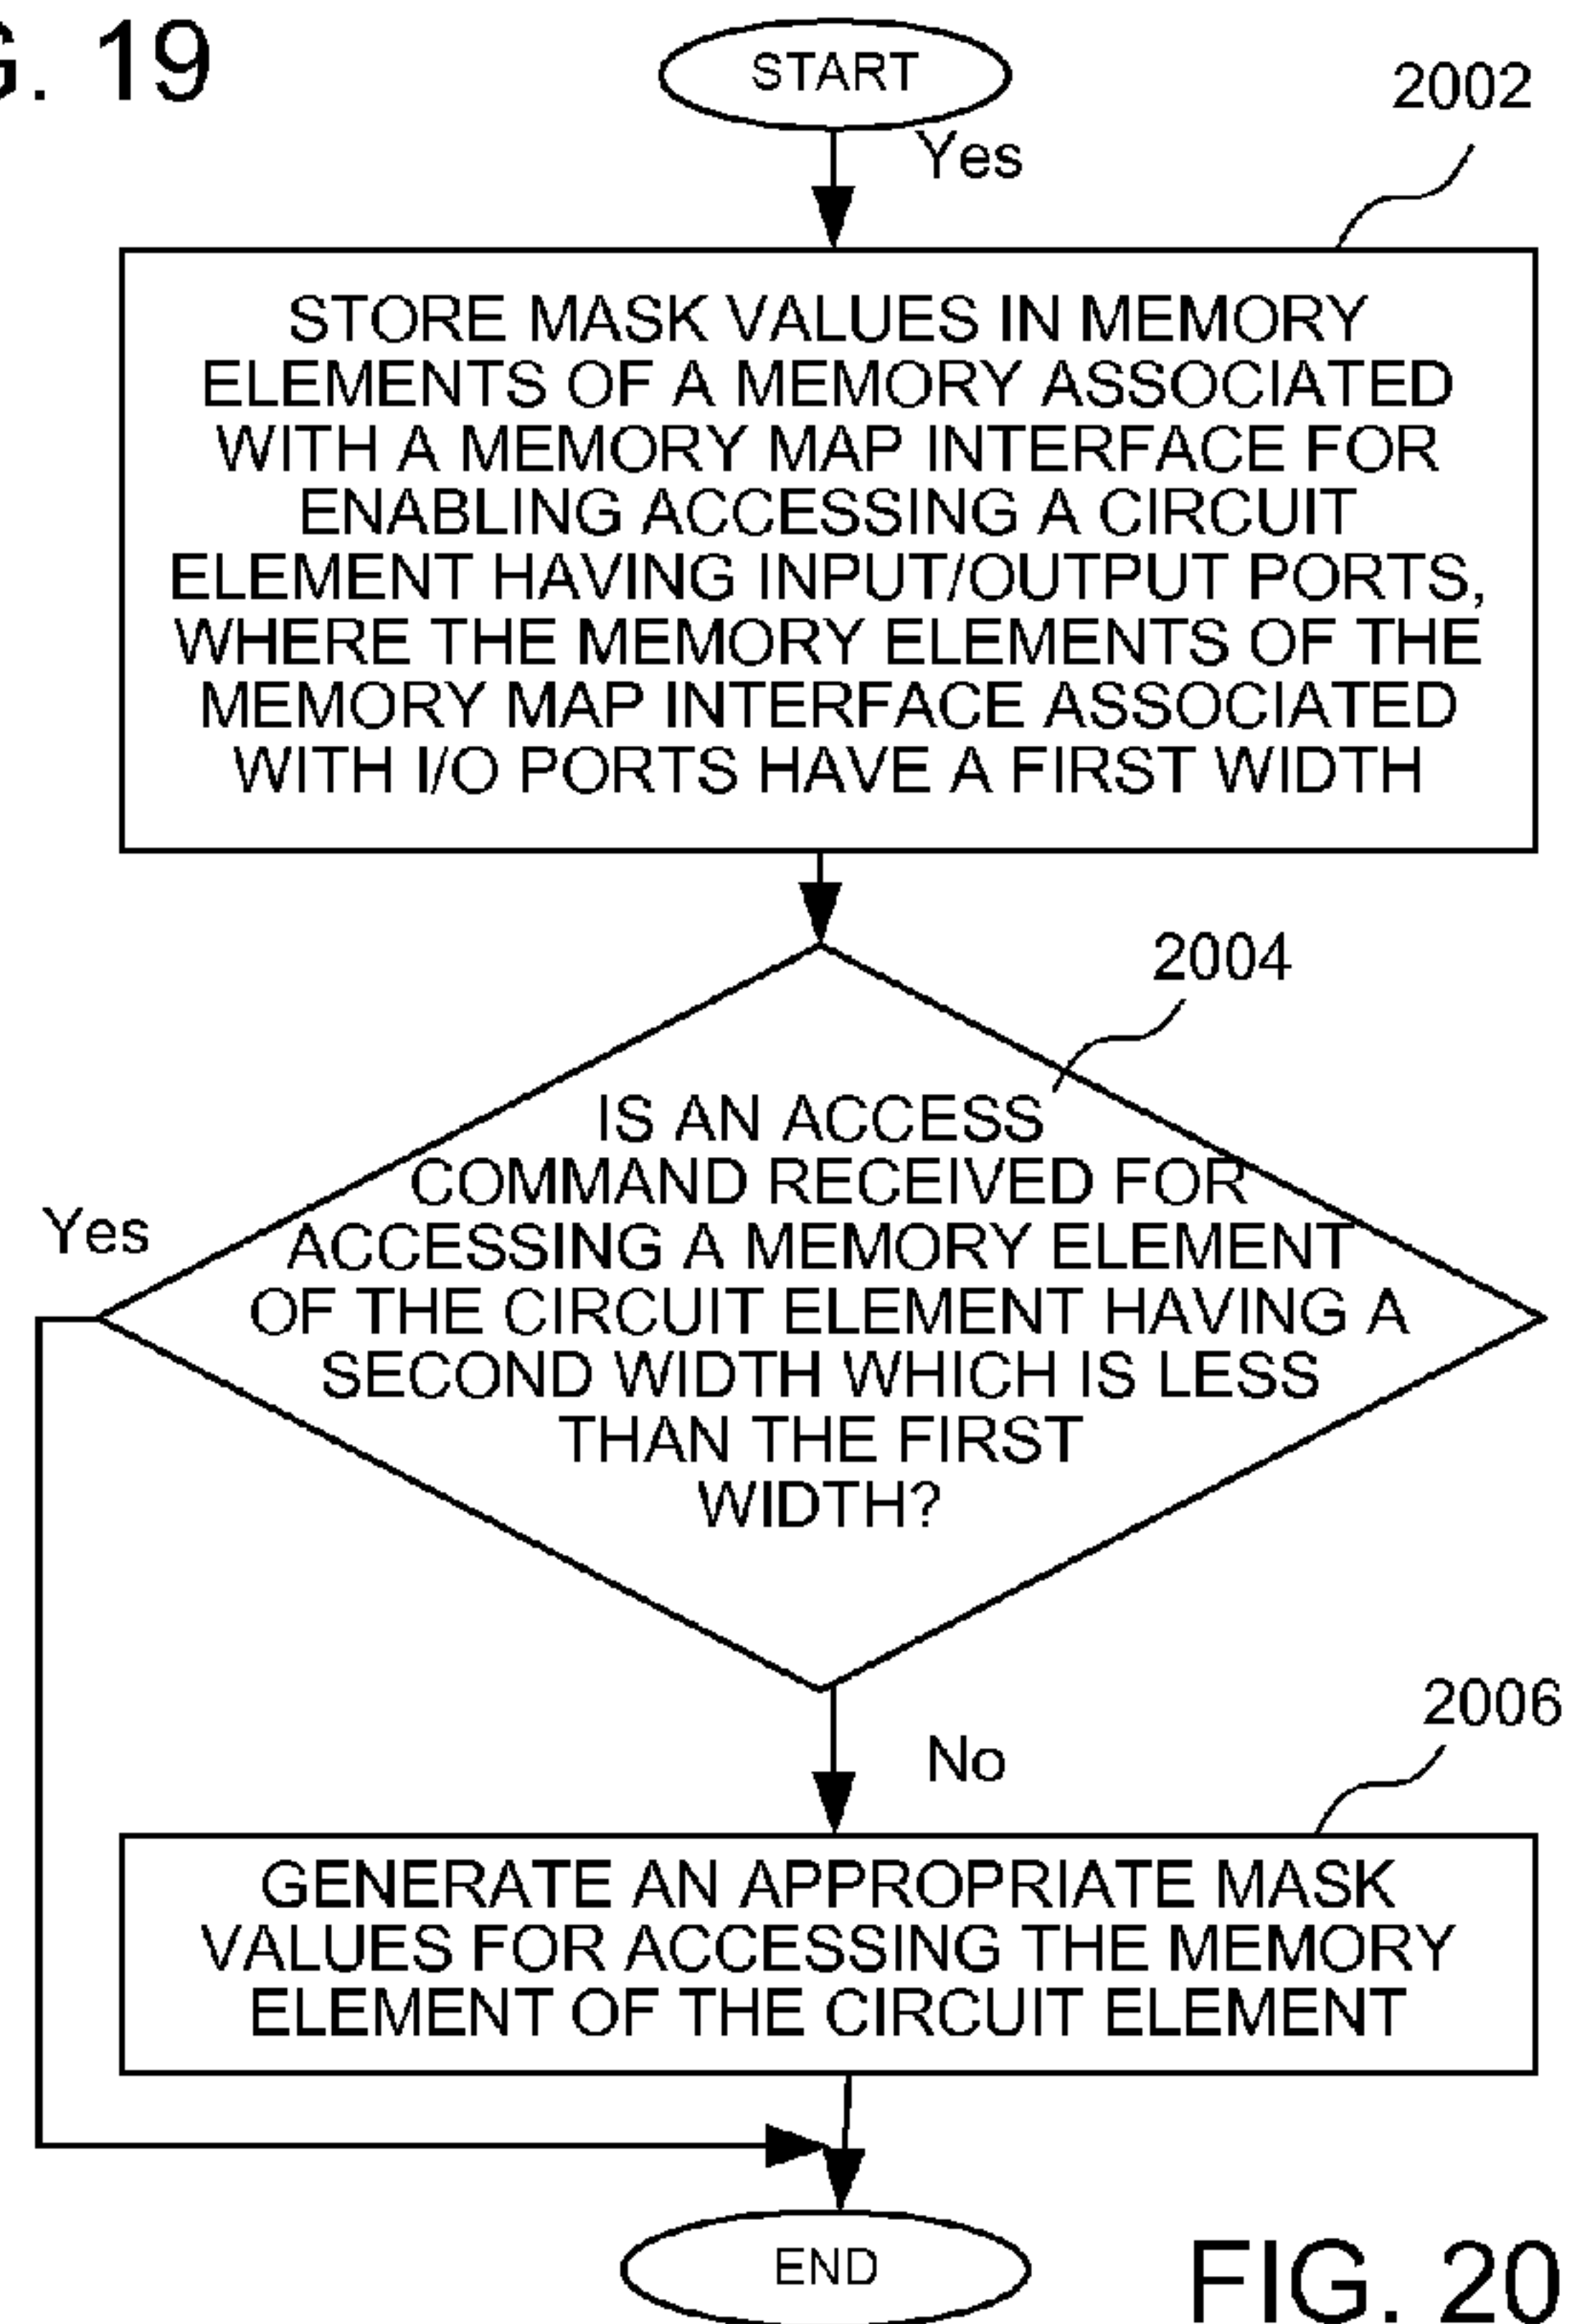 G. 19
START
2002
Yes
STORE MASK VALUES IN MEMORY
ELEMENTS OF A MEMORY ASSOCIATED
WITH A MEMORY MAP INTERFACE FOR
ENABLING ACCESSING A CIRCUIT
ELEMENT HAVING INPUT/OUTPUT PORTS,
WHERE THE MEMORY ELEMENTS OF THE
MEMORY MAP INTERFACE ASSOCIATED
WITH I/O PORTS HAVE A FIRST WIDTH
2004
IS AN ACCESS
COMMAND RECEIVED FOR
ACCESSING A MEMORY ELEMENT
OF THE CIRCUIT ELEMENT HAVING A
SECOND WIDTH WHICH IS LESS
THAN THE FIRST
WIDTH?
Yes
No
2006
GENERATE AN APPROPRIATE MASK
VALUES FOR ACCESSING THE MEMORY
ELEMENT OF THE CIRCUIT ELEMENT
END
FIG. 20